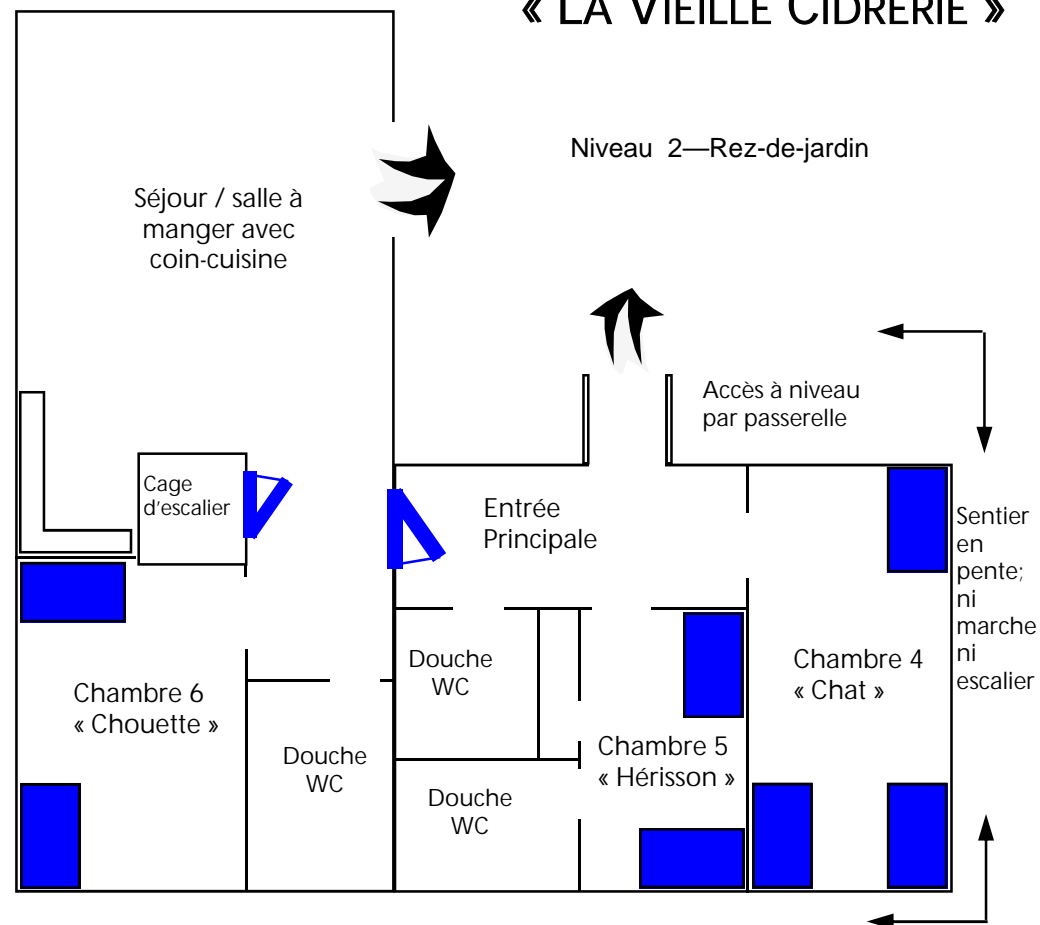 « LA VIEILLE CIDRERIE »
Niveau 2—Rez-de-jardin
Séjour / salle à
manger avec
coin-cuisine
Accès à niveau
par passerelle
Cage
d'escalier
Entrée
Principale
Sentier
en
pente;
ni
marche
ni
escalier
Douche
WC
Chambre 4
« Chat »
Chambre 6
« Chouette »
Chambre 5
« Hérisson »
Douche
WC
Douche
WC